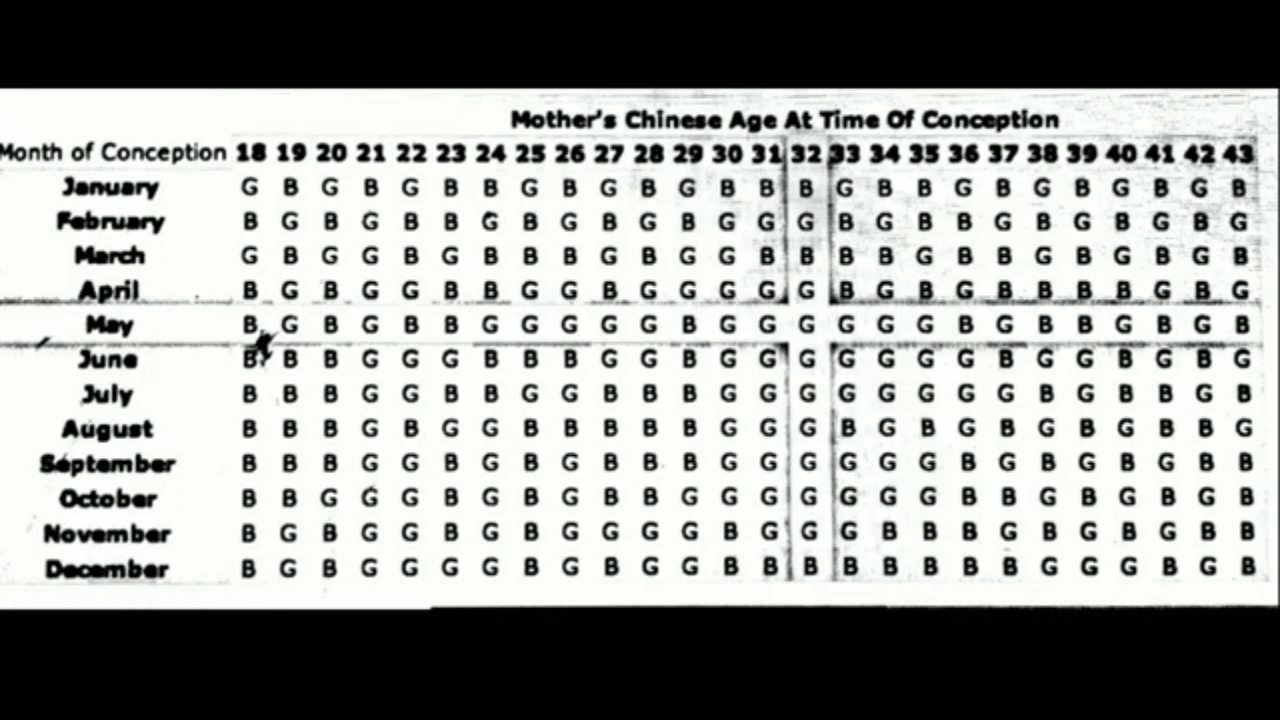 Mother's Chinese Age At Time Of Conception
Month of Conception 18 19 20 21 22 23 24 25 26 27 28 29 30 31 32 33 34 35 36 37 38 39 40 41 42 43
January G B G B G B B G B G B G B B B G B B G B G B G B G B
February B G B G B B G G B G B G G G G B G B B G B G B G B G
March G B G G B G B B B G B G G B B B B G B B G B G B G B
April B G B G G B B G G B G G G G G B G B G B B B B G B G
May B G B G B B G G G G G B G G G G G G B G B B G B G B
June B B B G G G B B B G G B G G G G G G G B G G B G B G
July B B B G G B B G G B B B G G G G G G G G B G B B G B
August B B B G B G G B B B B B G G G B G B G B G B G B B G
September B B B G G B G B G B B B G G G G G G B G B G B G B B
October B B G G G B G B G B B G G G G G G G B B G B G B G B
November B G B G G B G B G G G G B G G G B B B G B G B G B B
December B G B G G G G B G B G G B B B B B B B B G G G B G B